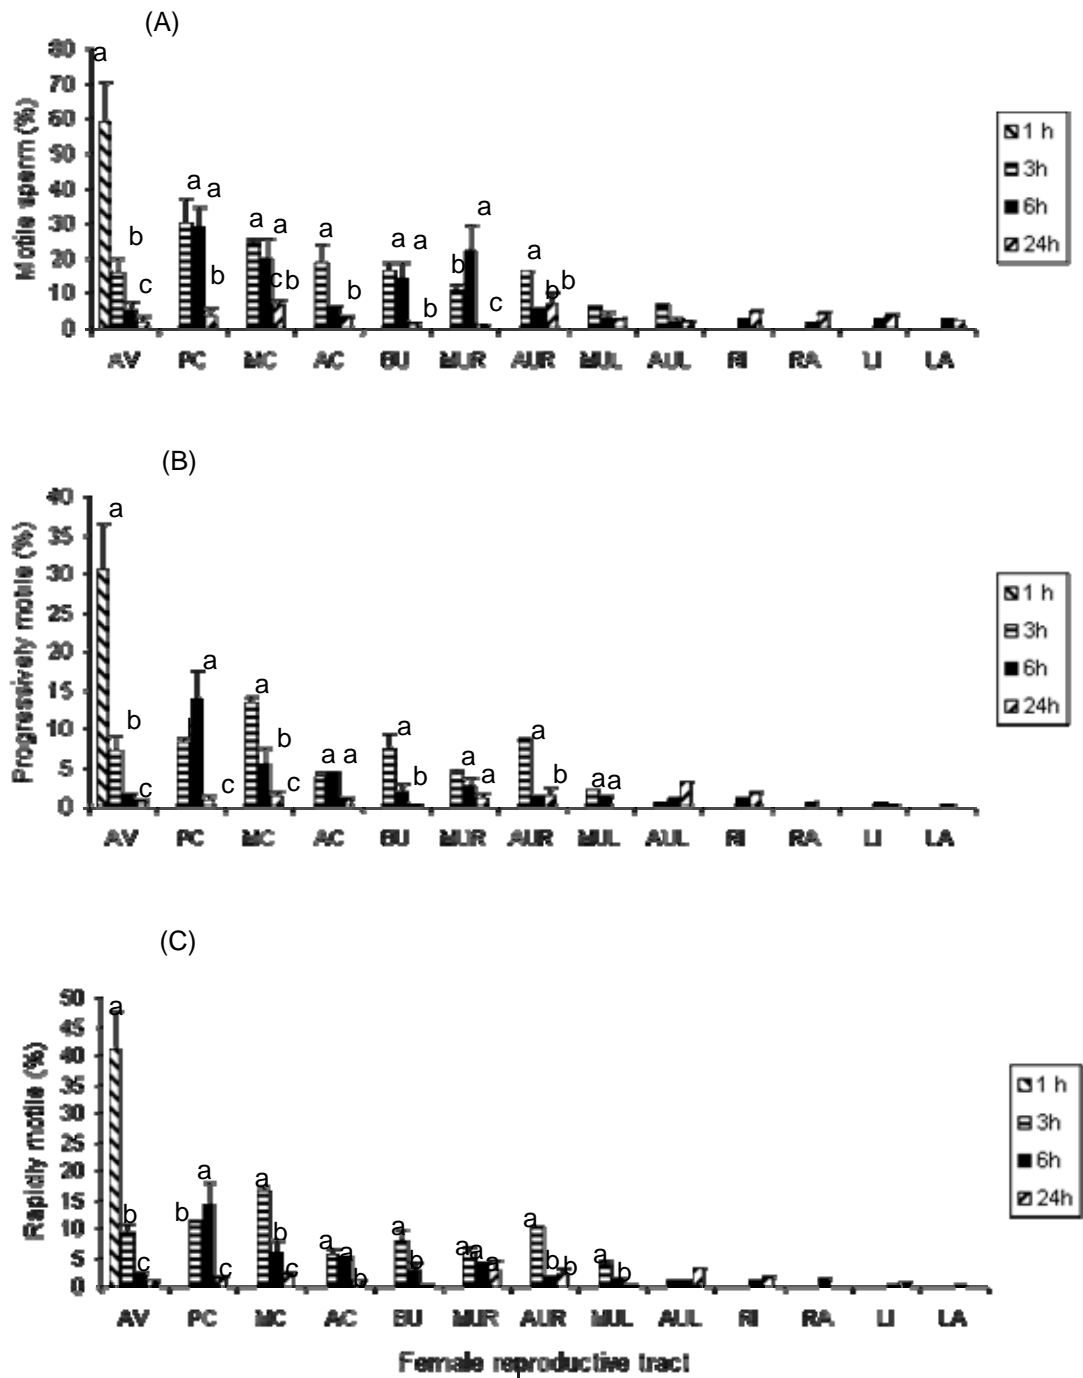 (A)
Motile sperm (%)
80
70
60
50
40
30
20
10
0
a
b
c
a a
b
a a
c b
a
b
a a
b
b a
c
a
b b
AV PC MC AC BU MUR AUR MUL AUL RI RA LI LA
1 h
3h
6h
24h
(B)
Progressively motile (%)
40
35
30
25
20
15
10
5
0
a
b
c
a
c
a
b
c
a a
a
b
a
a
a
b
a a
AV PC MC AC BU MUR AUR MUL AUL RI RA LI LA
1 h
3h
6h
24h
(C)
Rapidly motile (%)
50
45
40
35
30
25
20
15
10
5
0
a
b
c
b a
c
a
b
c
a a
b
a
b
a a
a
a
b b
a
b
AV PC MC AC BU MUR AUR MUL AUL RI RA LI LA
1 h
3h
6h
24h
Female reproductive tract